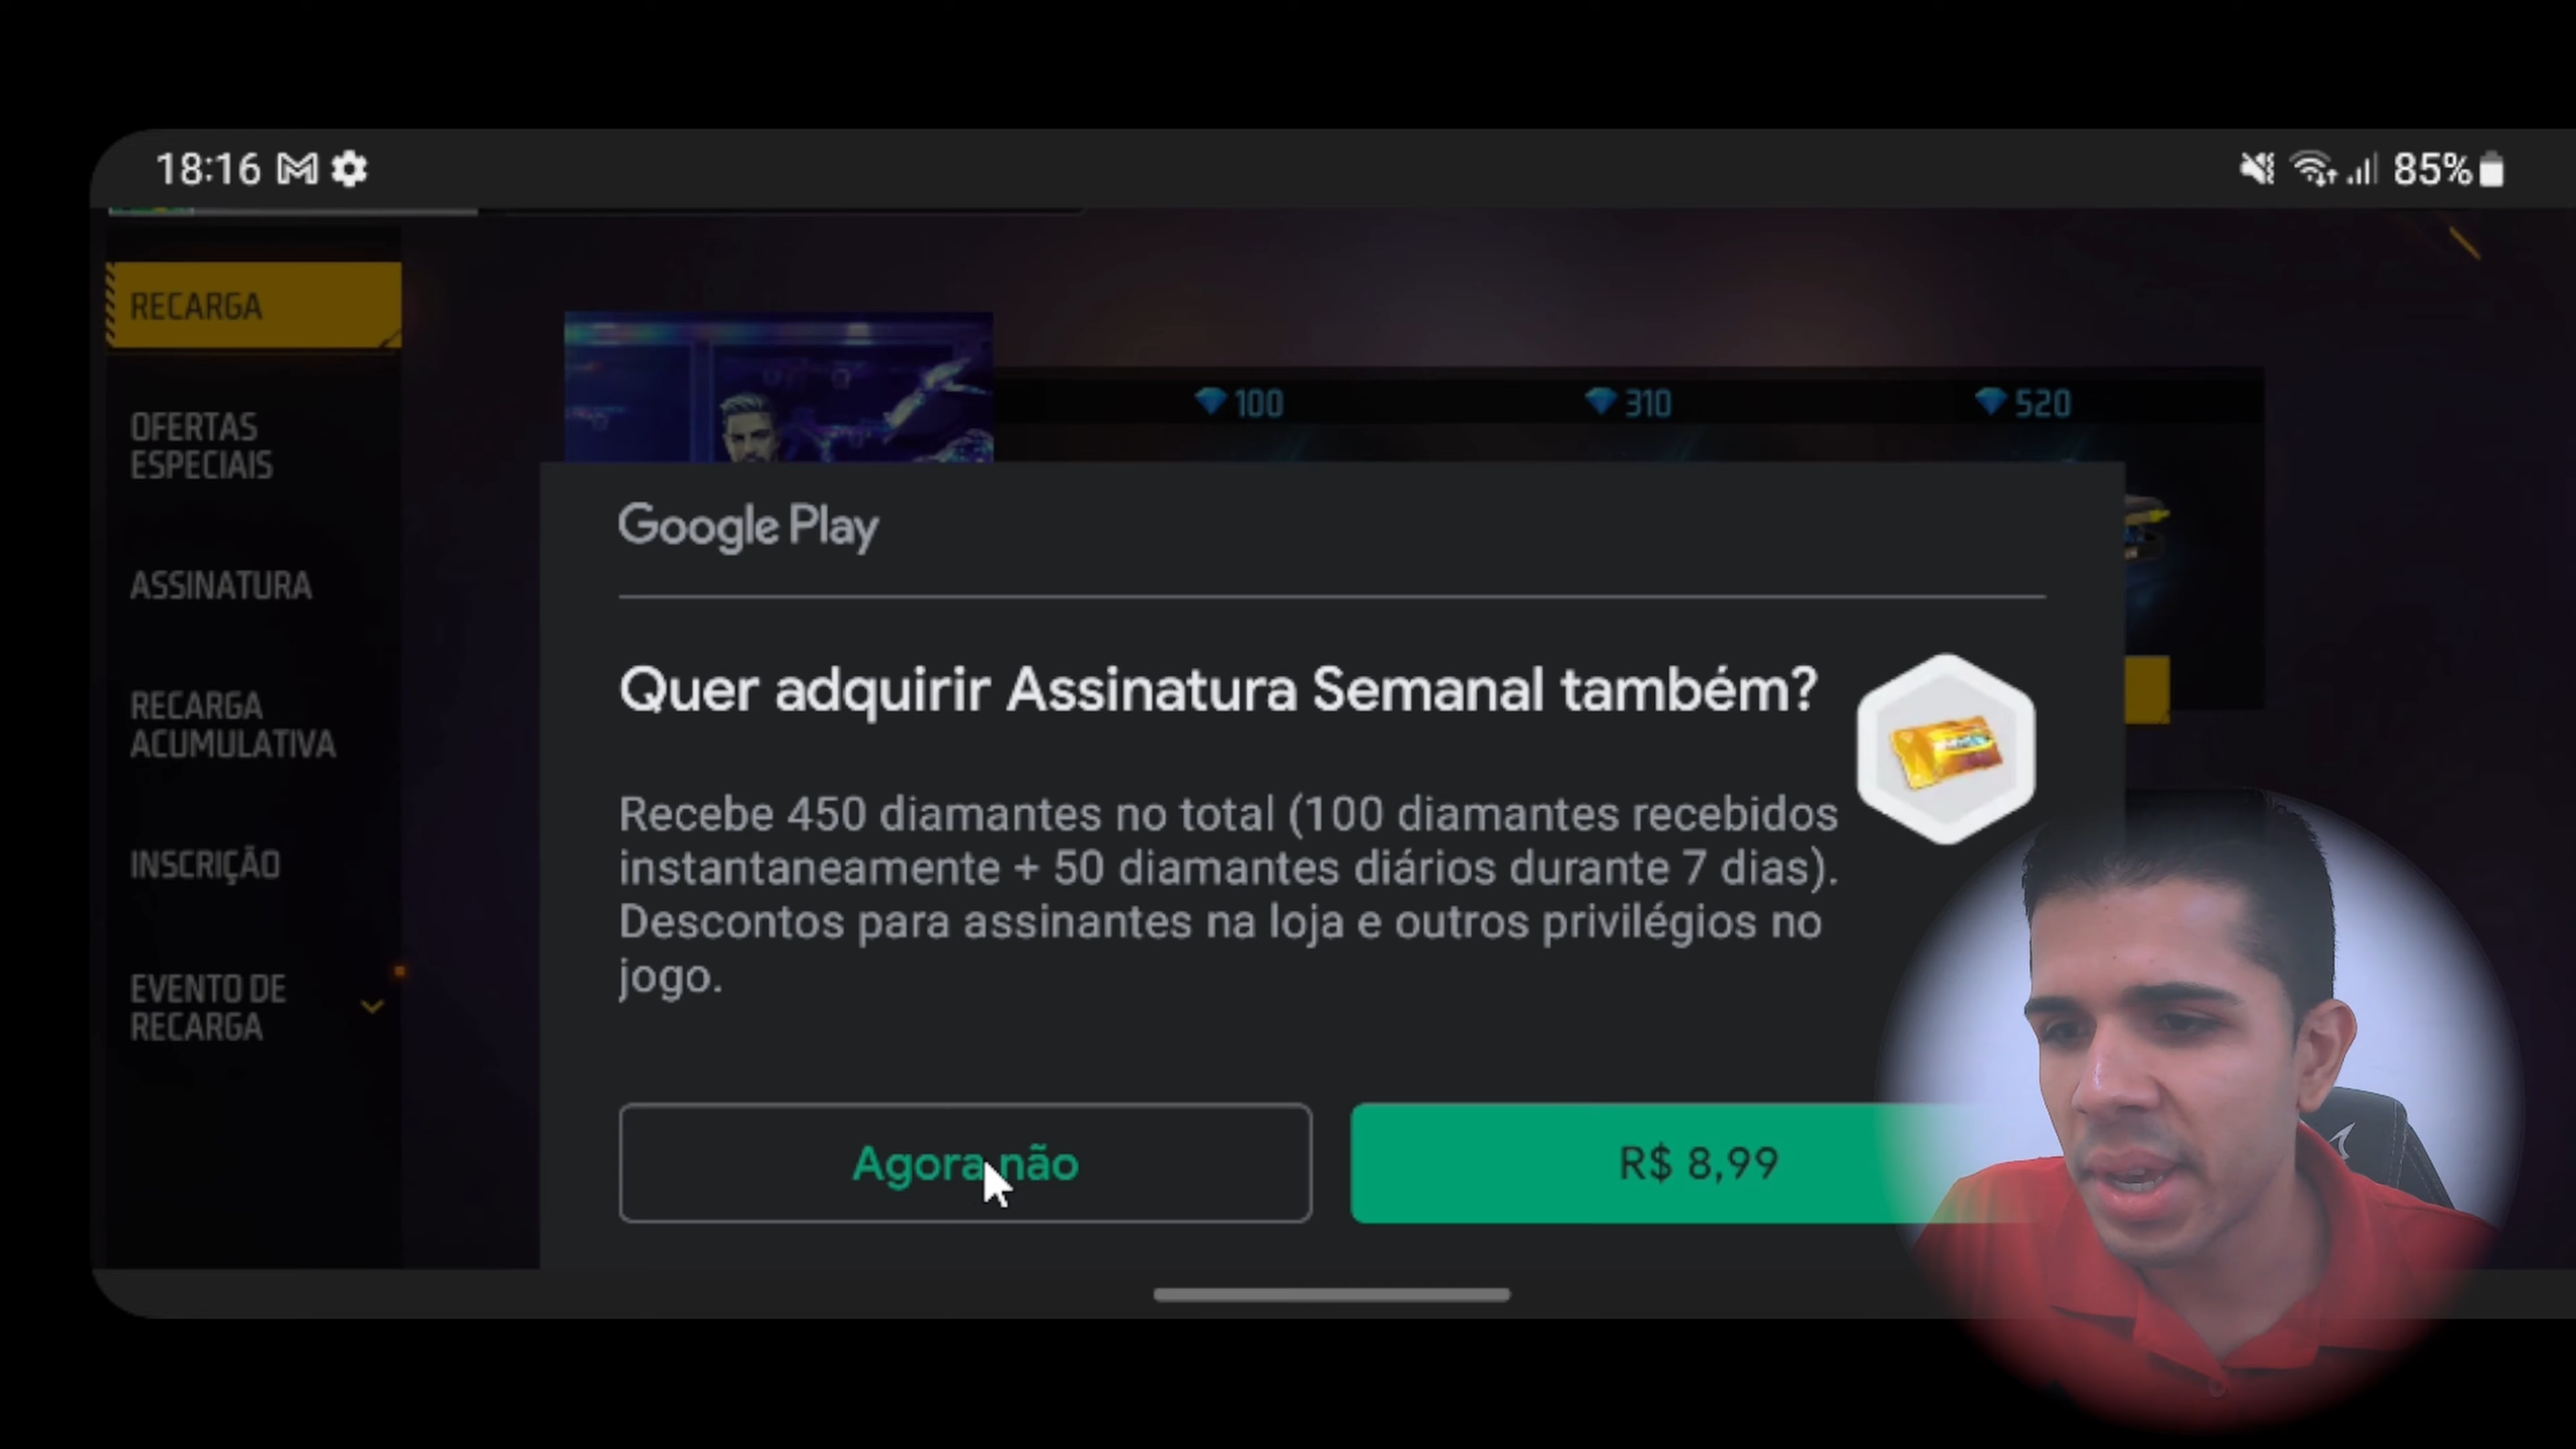 18:16
85%
RECARGA
OFERTAS
ESPECIAIS
ASSINATURA
RECARGA
ACUMULATIVA
INSCRIÇÃO
EVENTO DE
RECARGA
100
310
520
Google Play
Quer adquirir Assinatura Semanal também?
Recebe 450 diamantes no total (100 diamantes recebidos
instantaneamente + 50 diamantes diários durante 7 dias).
Descontos para assinantes na loja e outros privilégios no
jogo.
Agora não
R$ 8,99